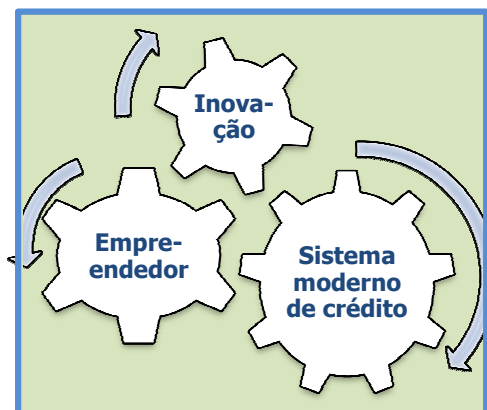 Inova-
ção
Empre-
endedor
Sistema
moderno
de crédito